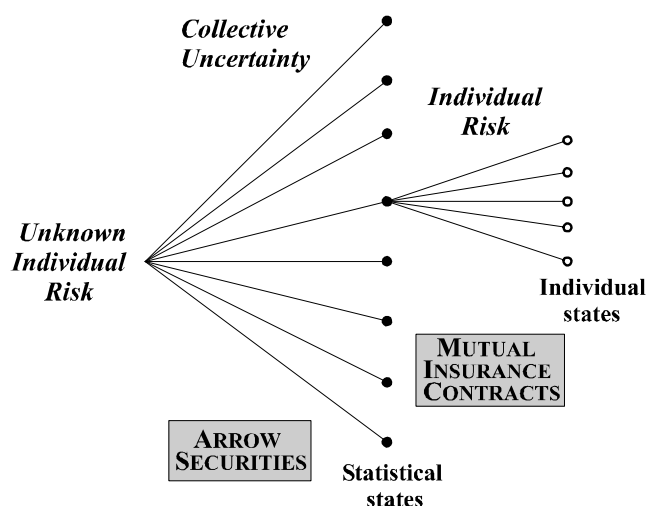 Collective
Uncertainty
Individual
Risk
Unknown
Individual
Risk
Individual
states
MUTUAL
INSURANCE
CONTRACTS
ARROW
SECURITIES
Statistical
states